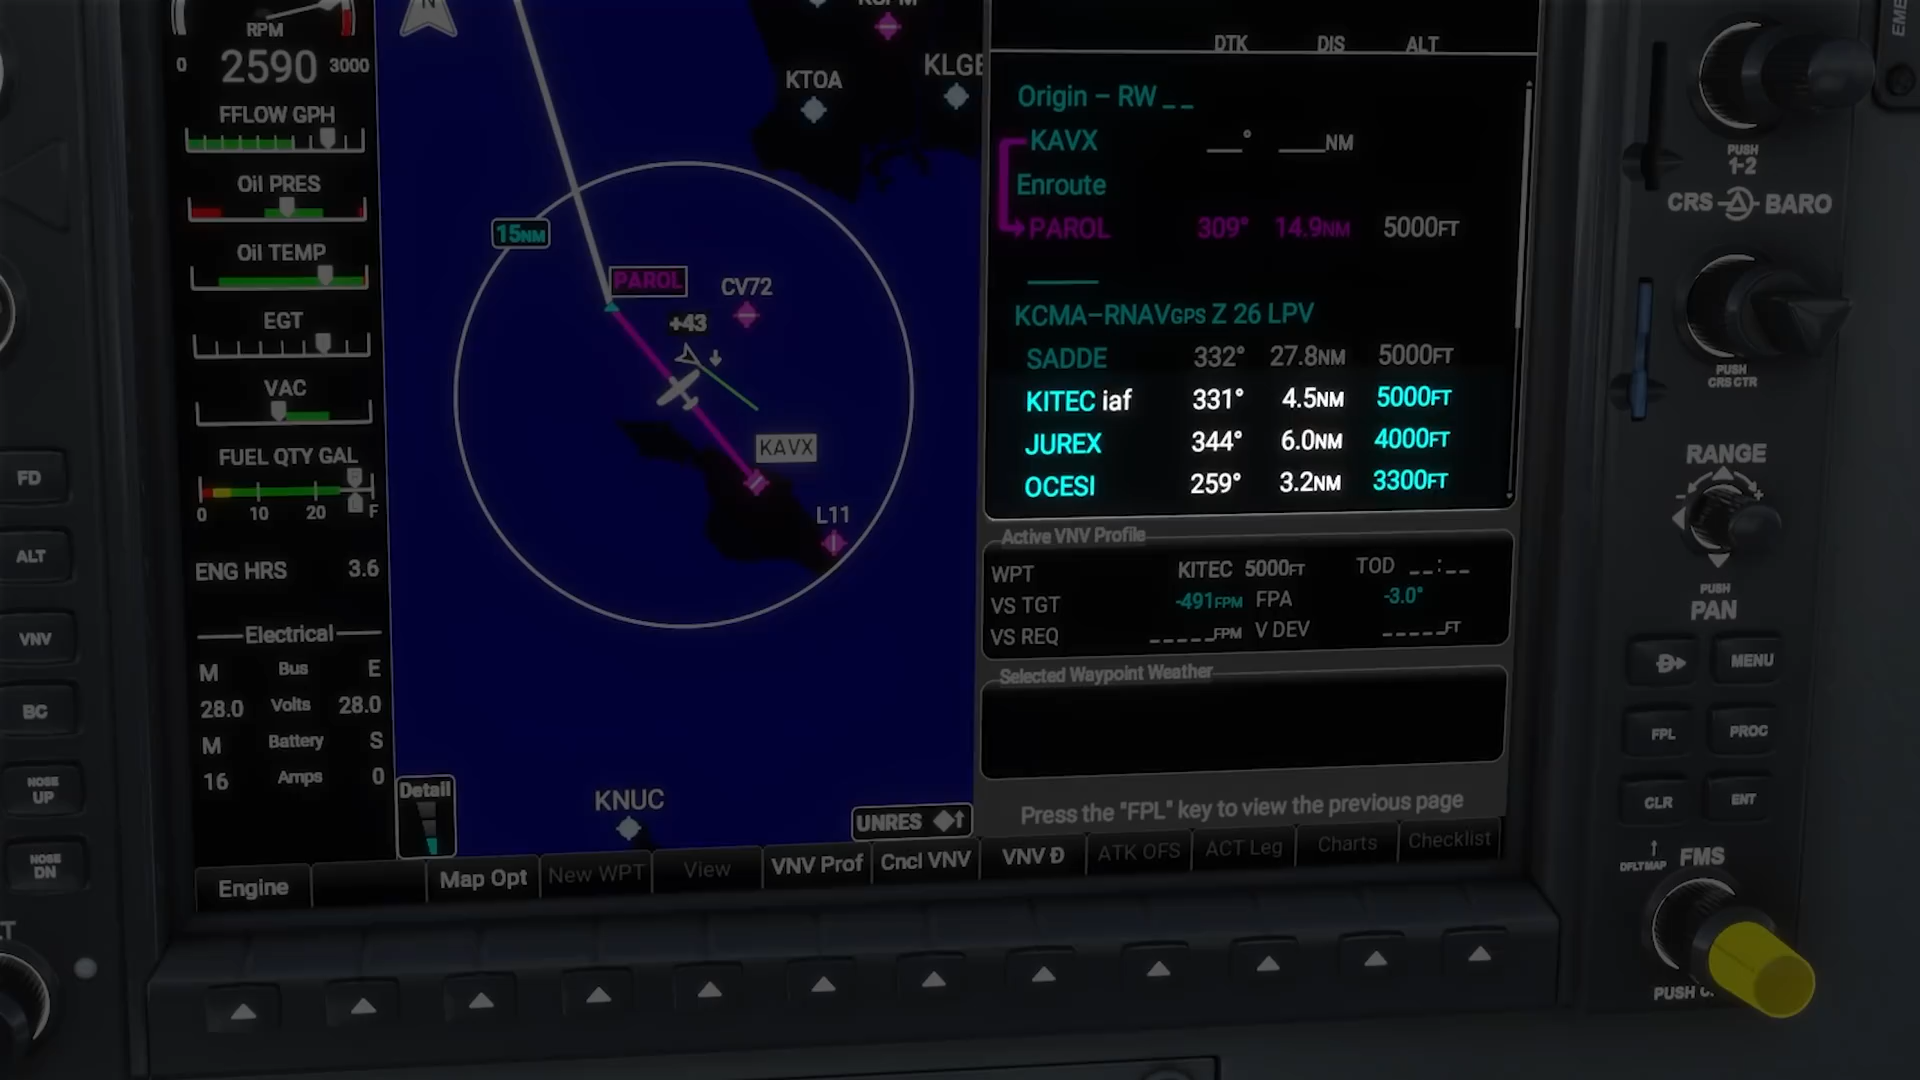 RPM
0 2590 3000
FFLOW GPH
Oil PRES
Oil TEMP
EGT
VAC
FUEL QTY GAL
0 10 20 F
ENG HRS 3.6
Electrical
M Bus E
28.0 Volts 28.0
M Battery S
16 Amps 0
FD
ALT
VNV
BC
NOSE
UP
NOSE
DN
N
KTOA
KLGB
15NM
PAROL
CV72
+43
KAVX
L11
KNUC
Detail
UNRES
DTK DIS ALT
Origin – RW _ _
KAVX ___° ____NM
Enroute
PAROL 309° 14.9NM 5000FT
KCMA–RNAVGPS Z 26 LPV
SADDE 332° 27.8NM 5000FT
KITEC iaf 331° 4.5NM 5000FT
JUREX 344° 6.0NM 4000FT
OCESI 259° 3.2NM 3300FT
Active VNV Profile
WPT KITEC 5000FT TOD _ _:_ _
VS TGT -491FPM FPA -3.0°
VS REQ _____FPM V DEV _____FT
Selected Waypoint Weather
Press the "FPL" key to view the previous page
Engine Map Opt New WPT View VNV Prof Cncl VNV VNV Đ ATK OFS ACT Leg Charts Checklist
PUSH
1-2
CRS BARO
PUSH
CRS CTR
RANGE
- +
PUSH
PAN
MENU
FPL PROC
CLR ENT
DFLT MAP FMS
PUSH